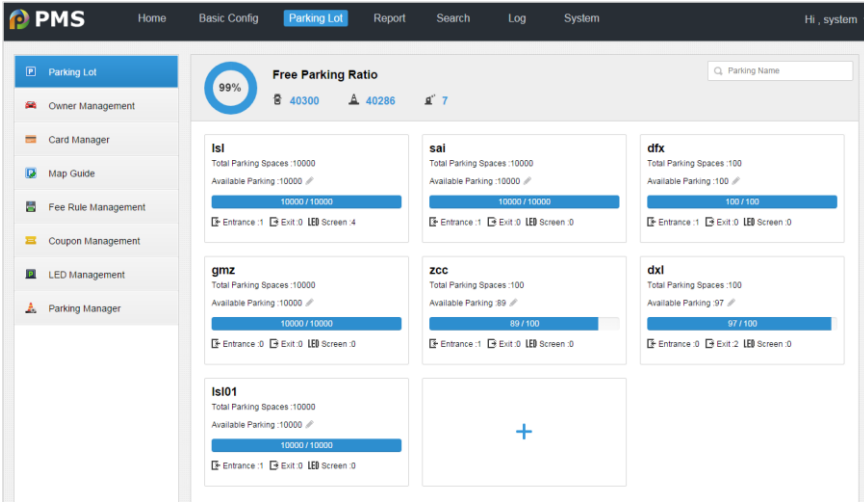 PMS
Home Basic Config Parking Lot Report Search Log System Hi , system
Parking Lot
Owner Management
Card Manager
Map Guide
Fee Rule Management
Coupon Management
LED Management
Parking Manager
99%
Free Parking Ratio
40300 40286 7
Parking Name
lsl
Total Parking Spaces :10000
Available Parking :10000
10000 / 10000
Entrance :1 Exit :0 LED Screen :4
sai
Total Parking Spaces :10000
Available Parking :10000
10000 / 10000
Entrance :1 Exit :0 LED Screen :0
dfx
Total Parking Spaces :100
Available Parking :100
100 / 100
Entrance :1 Exit :0 LED Screen :0
gmz
Total Parking Spaces :10000
Available Parking :10000
10000 / 10000
Entrance :0 Exit :0 LED Screen :0
zcc
Total Parking Spaces :100
Available Parking :89
89 / 100
Entrance :1 Exit :0 LED Screen :0
dxl
Total Parking Spaces :100
Available Parking :97
97 / 100
Entrance :0 Exit :2 LED Screen :0
lsl01
Total Parking Spaces :10000
Available Parking :10000
10000 / 10000
Entrance :1 Exit :0 LED Screen :0
+